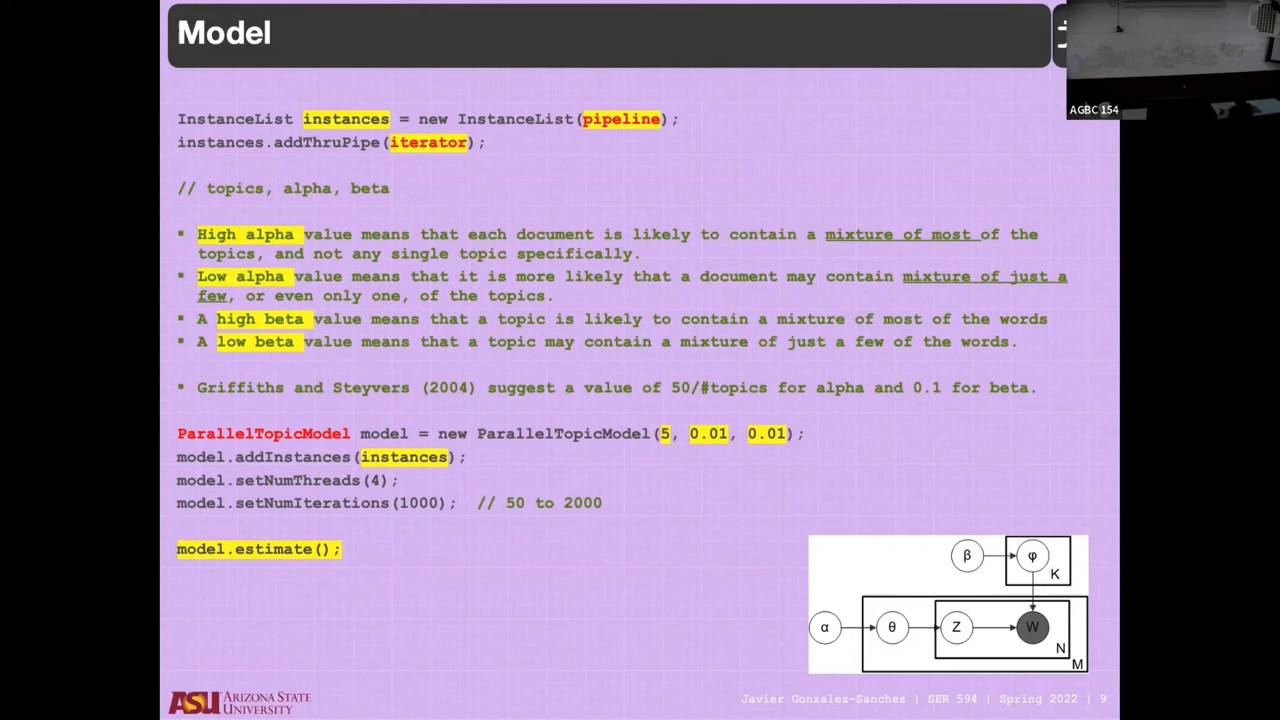 Model
AGBC 154
InstanceList instances = new InstanceList(pipeline);
instances.addThruPipe(iterator);
// topics, alpha, beta
▪ High alpha value means that each document is likely to contain a mixture of most of the
topics, and not any single topic specifically.
▪ Low alpha value means that it is more likely that a document may contain mixture of just a
few, or even only one, of the topics.
▪ A high beta value means that a topic is likely to contain a mixture of most of the words
▪ A low beta value means that a topic may contain a mixture of just a few of the words.
▪ Griffiths and Steyvers (2004) suggest a value of 50/#topics for alpha and 0.1 for beta.
ParallelTopicModel model = new ParallelTopicModel(5, 0.01, 0.01);
model.addInstances(instances);
model.setNumThreads(4);
model.setNumIterations(1000); // 50 to 2000
model.estimate();
β φ
K
α θ Z W
N
M
ASU ARIZONA STATE
UNIVERSITY
Javier Gonzalez-Sanchez | SER 594 | Spring 2022 | 9